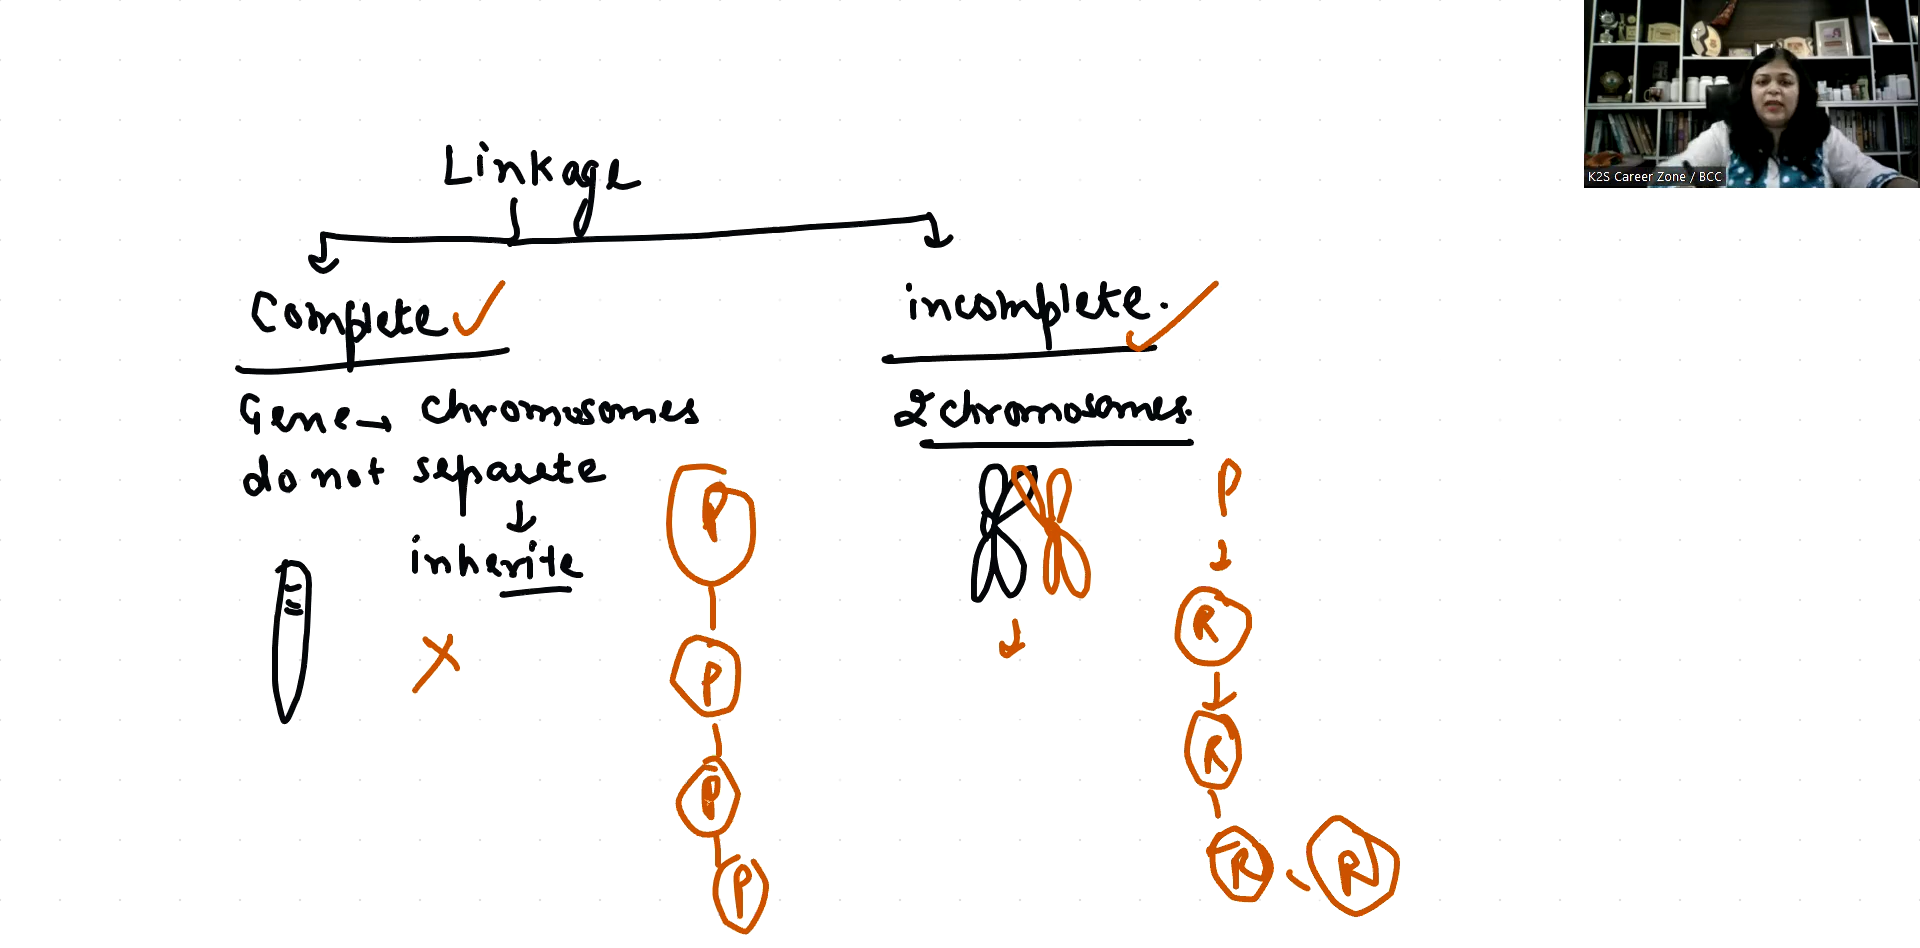 Linkage
Complete
incomplete.
Gene → chromosomes
do not separate
↓
inherite
2 chromosomes.
P
P
P
P
P
R
R
R
R
K2S Career Zone / BCC